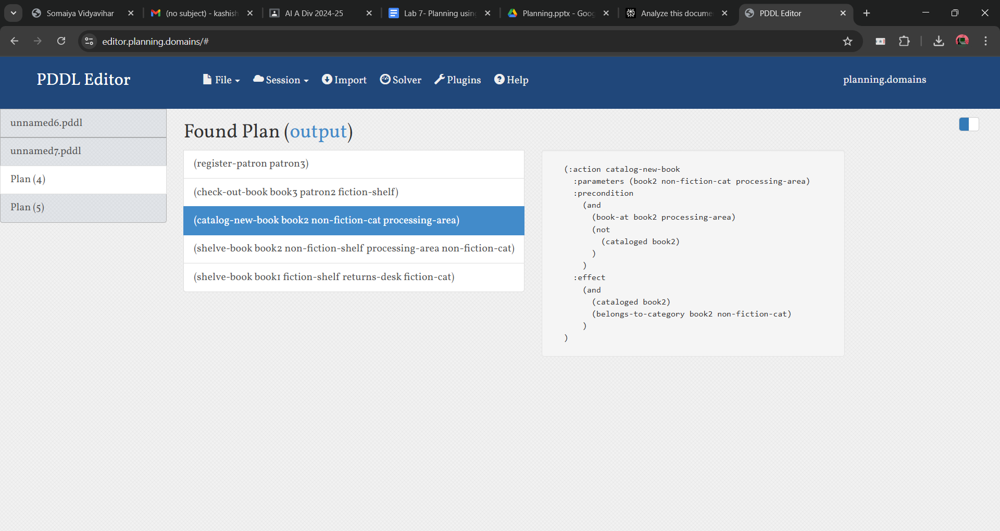 Somaiya Vidyavihar
(no subject) - kashish
AI A Div 2024-25
Lab 7- Planning using
Planning.pptx - Goog
Analyze this docume
PDDL Editor
editor.planning.domains/#
PDDL Editor
File
Session
Import
Solver
Plugins
Help
planning.domains
unnamed6.pddl
unnamed7.pddl
Plan (4)
Plan (5)
Found Plan (output)
(register-patron patron3)
(check-out-book book3 patron2 fiction-shelf)
(catalog-new-book book2 non-fiction-cat processing-area)
(shelve-book book2 non-fiction-shelf processing-area non-fiction-cat)
(shelve-book book1 fiction-shelf returns-desk fiction-cat)
(:action catalog-new-book
:parameters (book2 non-fiction-cat processing-area)
:precondition
(and
(book-at book2 processing-area)
(not
(cataloged book2)
)
)
:effect
(and
(cataloged book2)
(belongs-to-category book2 non-fiction-cat)
)
)